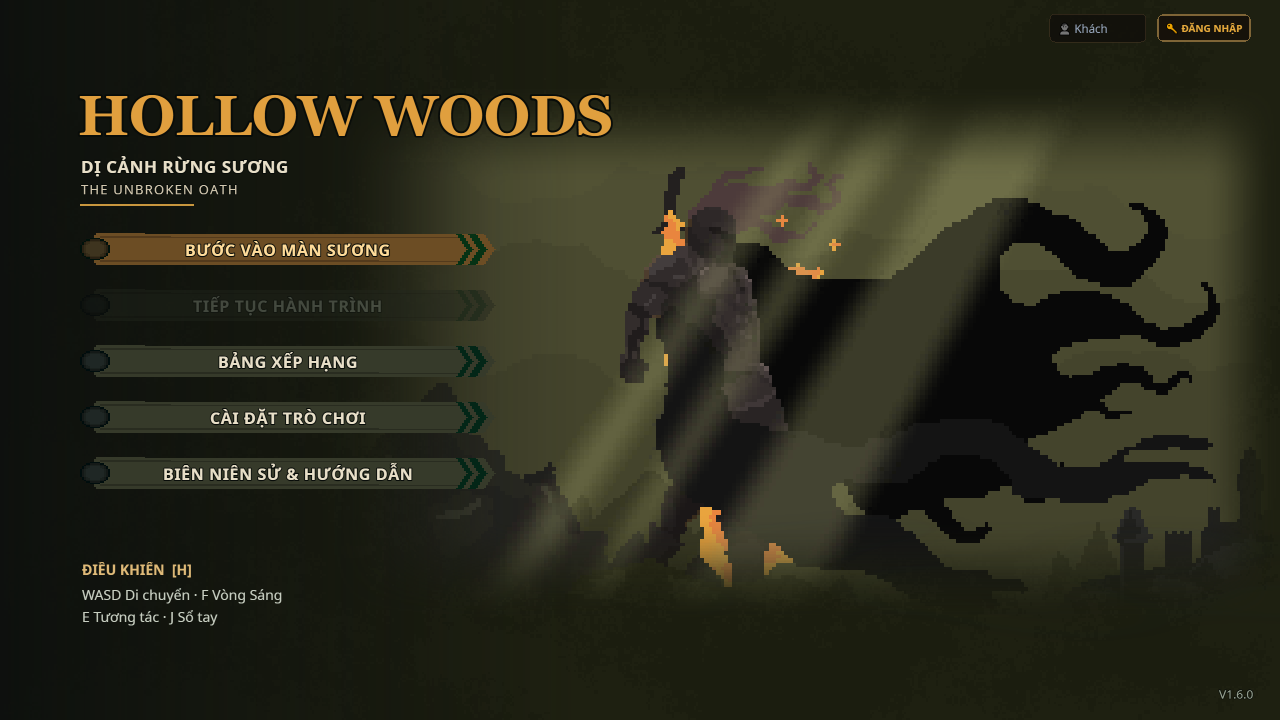 Khách
ĐĂNG NHẬP
HOLLOW WOODS
DỊ CẢNH RỪNG SƯƠNG
THE UNBROKEN OATH
BƯỚC VÀO MÀN SƯƠNG
TIẾP TỤC HÀNH TRÌNH
BẢNG XẾP HẠNG
CÀI ĐẶT TRÒ CHƠI
BIÊN NIÊN SỬ & HƯỚNG DẪN
ĐIỀU KHIỂN [H]
WASD Di chuyển · F Vòng Sáng
E Tương tác · J Sổ tay
V1.6.0